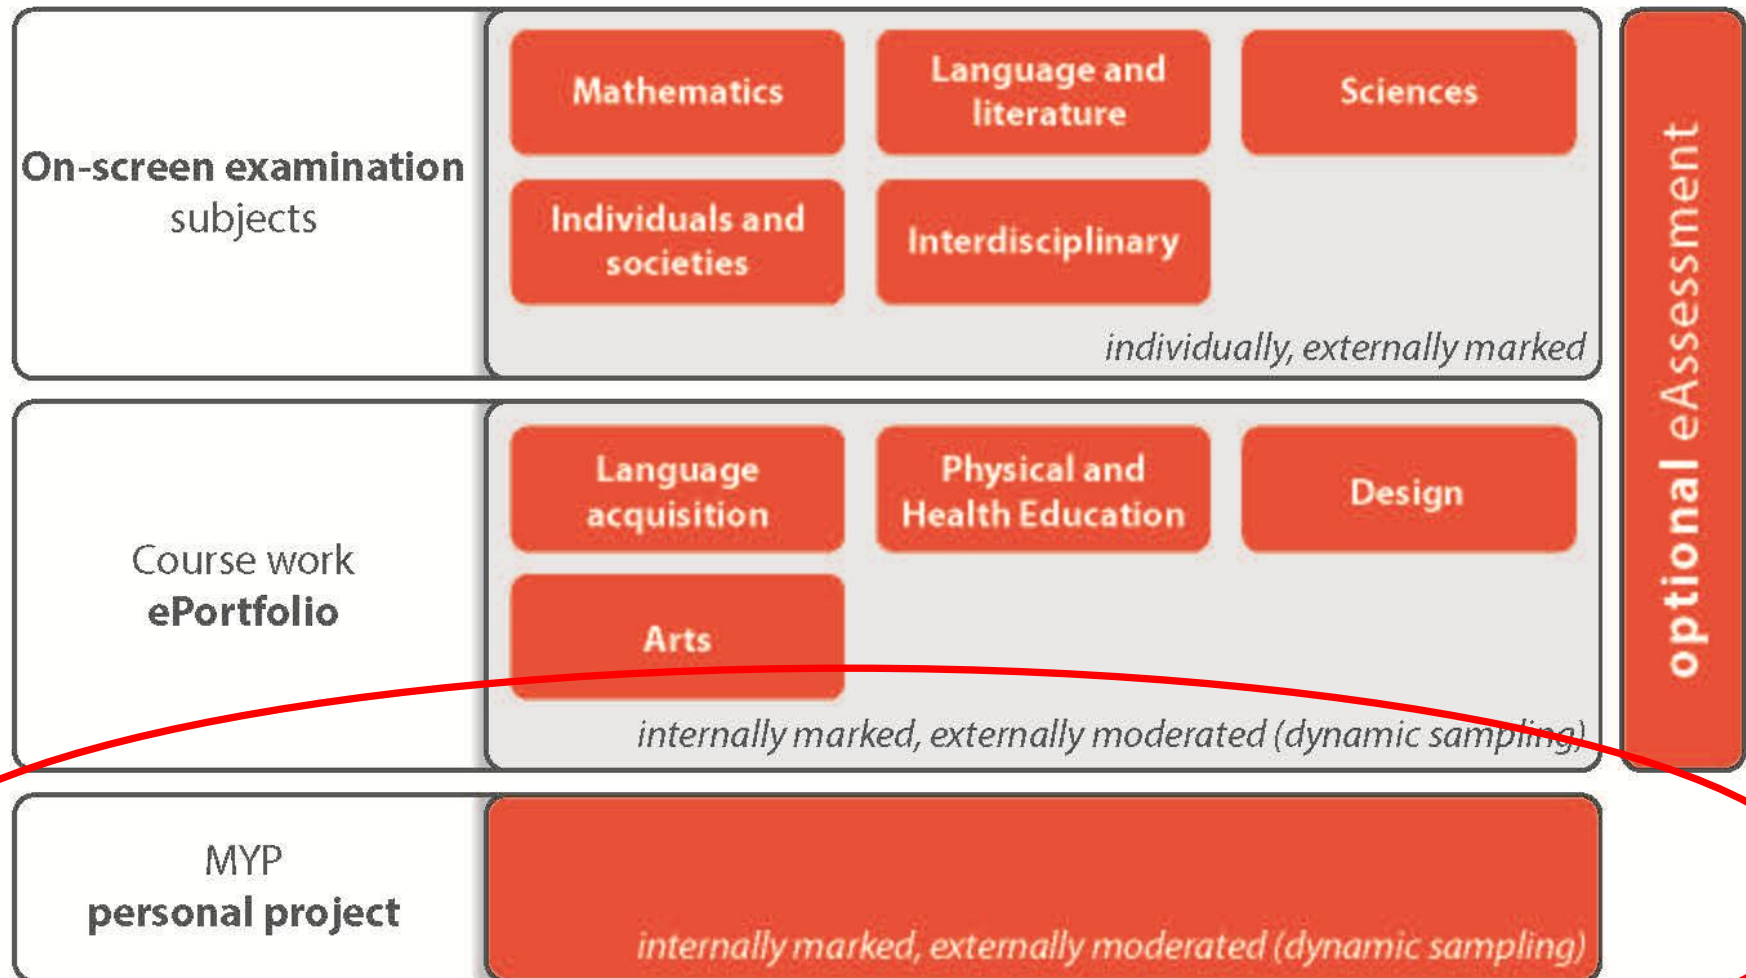 On-screen examination
subjects
Mathematics
Language and
literature
Sciences
Individuals and
societies
Interdisciplinary
individually, externally marked
Course work
ePortfolio
Language
acquisition
Physical and
Health Education
Design
Arts
internally marked, externally moderated (dynamic sampling)
optional eAssessment
MYP
personal project
internally marked, externally moderated (dynamic sampling)